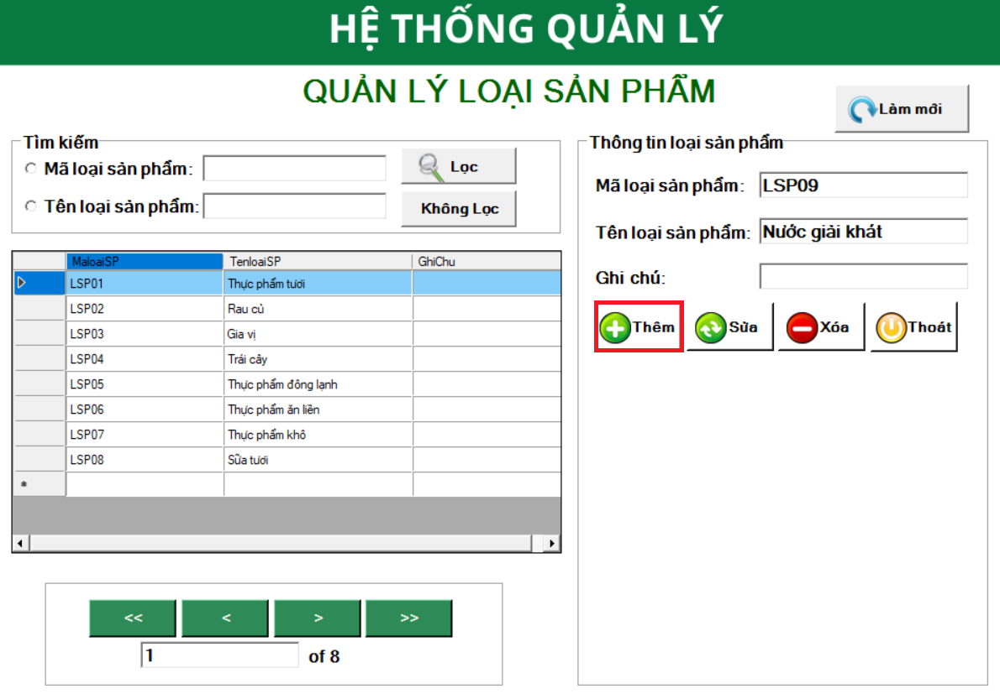 HỆ THỐNG QUẢN LÝ
QUẢN LÝ LOẠI SẢN PHẨM
Làm mới
Tìm kiếm
Mã loại sản phẩm:
Lọc
Tên loại sản phẩm:
Không Lọc
MaloaiSP TenloaiSP GhiChu
LSP01 Thực phẩm tươi
LSP02 Rau củ
LSP03 Gia vị
LSP04 Trái cây
LSP05 Thực phẩm đông lạnh
LSP06 Thực phẩm ăn liền
LSP07 Thực phẩm khô
LSP08 Sữa tươi
<< < > >>
1 of 8
Thông tin loại sản phẩm
Mã loại sản phẩm: LSP09
Tên loại sản phẩm: Nước giải khát
Ghi chú:
Thêm Sửa Xóa Thoát